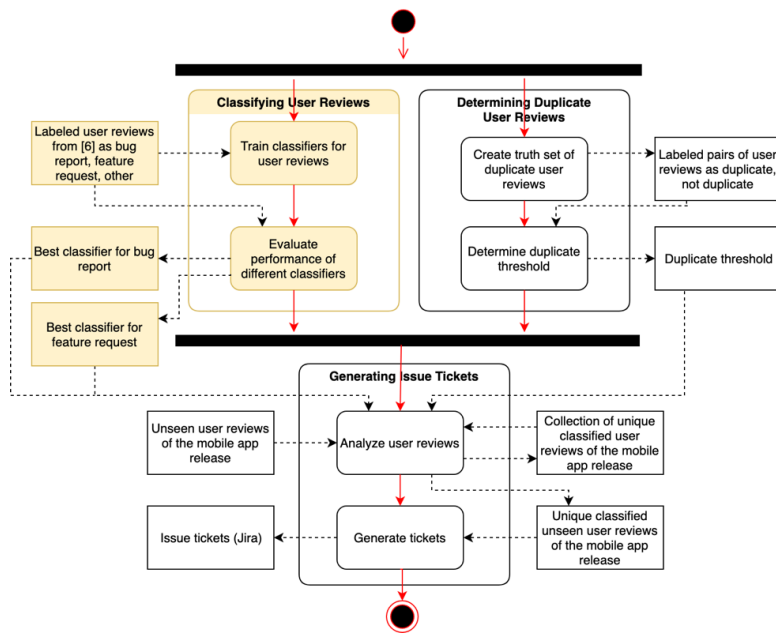 Classifying User Reviews
Determining Duplicate
User Reviews
Labeled user reviews
from [6] as bug
report, feature
request, other
Train classifiers for
user reviews
Create truth set of
duplicate user
reviews
Labeled pairs of user
reviews as duplicate,
not duplicate
Best classifier for bug
report
Evaluate
performance of
different classifiers
Determine duplicate
threshold
Duplicate threshold
Best classifier for
feature request
Generating Issue Tickets
Unseen user reviews
of the mobile app
release
Analyze user reviews
Collection of unique
classified user
reviews of the mobile
app release
Issue tickets (Jira)
Generate tickets
Unique classified
unseen user reviews
of the mobile app
release